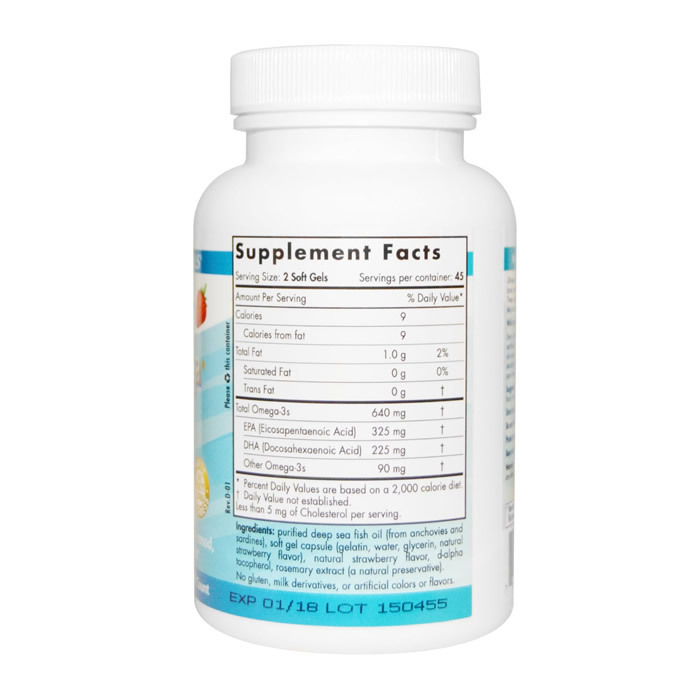 Supplement Facts
Serving Size: 2 Soft Gels Servings per container: 45
Amount Per Serving % Daily Value*
Calories 9
Calories from fat 9
Total Fat 1.0 g 2%
Saturated Fat 0 g 0%
Trans Fat 0 g †
Total Omega-3s 640 mg †
EPA (Eicosapentaenoic Acid) 325 mg †
DHA (Docosahexaenoic Acid) 225 mg †
Other Omega-3s 90 mg †
* Percent Daily Values are based on a 2,000 calorie diet.
† Daily Value not established.
Less than 5 mg of Cholesterol per serving.
Ingredients: purified deep sea fish oil (from anchovies and
sardines), soft gel capsule (gelatin, water, glycerin, natural
strawberry flavor), natural strawberry flavor, d-alpha
tocopherol, rosemary extract (a natural preservative).
No gluten, milk derivatives, or artificial colors or flavors.
EXP 01/18 LOT 150455
Please this container
Rev.D-01